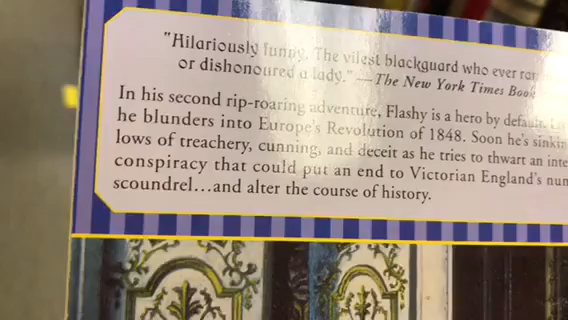 "Hilariously funny. The vilest blackguard who ever ran
or dishonoured a lady." —The New York Times Book
In his second rip-roaring adventure, Flashy is a hero by default.
he blunders into Europe's Revolution of 1848. Soon he's
lows of treachery, cunning, and deceit as he tries to thwart an
conspiracy that could put an end to Victorian England's
scoundrel...and alter the course of history.